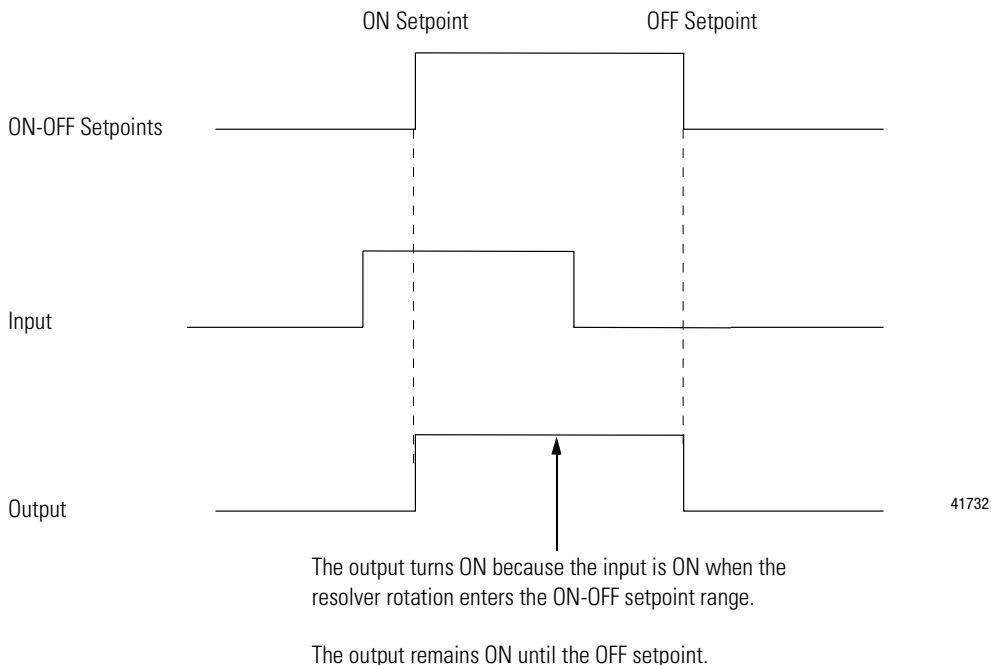 ON Setpoint
OFF Setpoint
ON-OFF Setpoints
Input
Output
41732
The output turns ON because the input is ON when the
resolver rotation enters the ON-OFF setpoint range.
The output remains ON until the OFF setpoint.